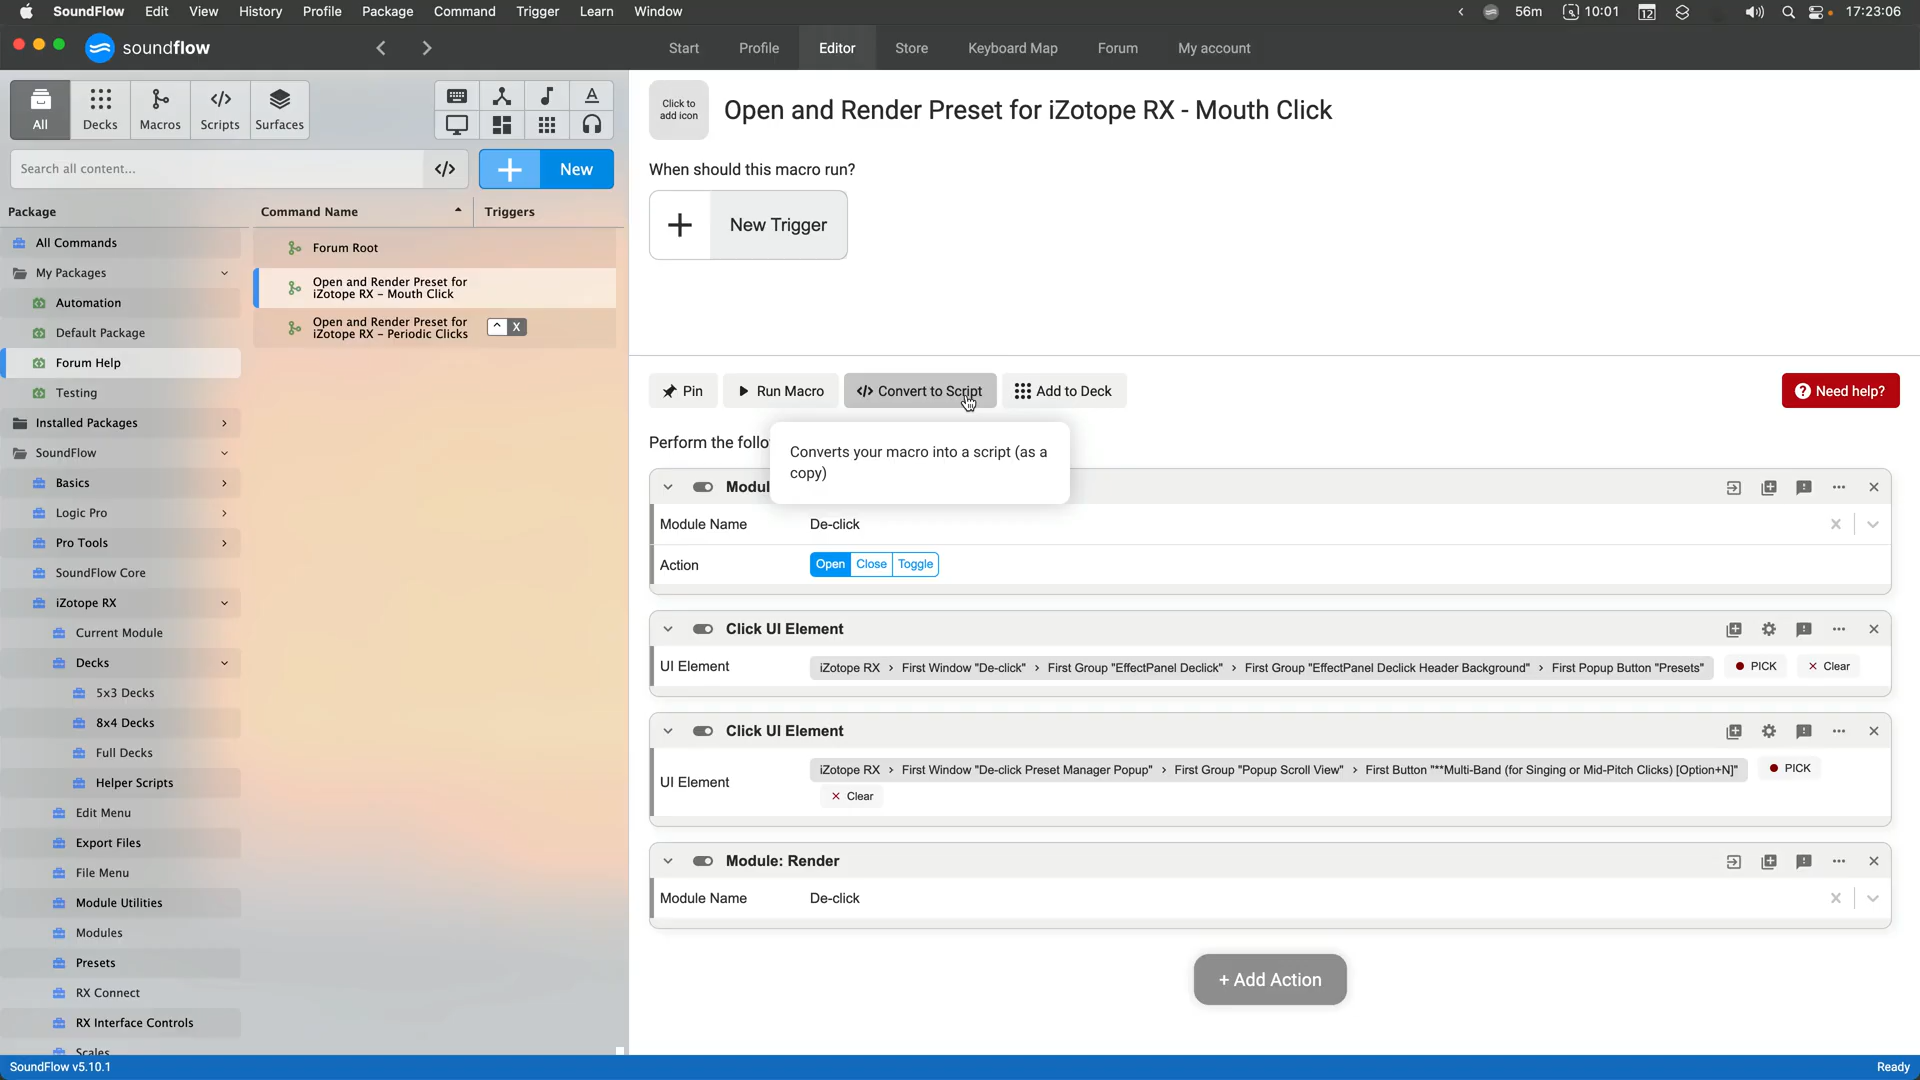 SoundFlow Edit View History Profile Package Command Trigger Learn Window
56m 10:01 12 17:23:06
soundflow
Start Profile Editor Store Keyboard Map Forum My account
All Decks Macros Scripts Surfaces
Search all content...
New
Package
Command Name
Triggers
All Commands
My Packages
Automation
Default Package
Forum Help
Testing
Installed Packages
SoundFlow
Basics
Logic Pro
Pro Tools
SoundFlow Core
iZotope RX
Current Module
Decks
5x3 Decks
8x4 Decks
Full Decks
Helper Scripts
Edit Menu
Export Files
File Menu
Module Utilities
Modules
Presets
RX Connect
RX Interface Controls
Scales
Forum Root
Open and Render Preset for
iZotope RX - Mouth Click
Open and Render Preset for
iZotope RX - Periodic Clicks
^ X
Click to
add icon
Open and Render Preset for iZotope RX - Mouth Click
When should this macro run?
+ New Trigger
Pin
Run Macro
</> Convert to Script
Add to Deck
Need help?
Perform the follo
Converts your macro into a script (as a
copy)
Modul
Module Name De-click
Action Open Close Toggle
Click UI Element
UI Element iZotope RX > First Window "De-click" > First Group "EffectPanel Declick" > First Group "EffectPanel Declick Header Background" > First Popup Button "Presets" PICK Clear
Click UI Element
UI Element iZotope RX > First Window "De-click Preset Manager Popup" > First Group "Popup Scroll View" > First Button "**Multi-Band (for Singing or Mid-Pitch Clicks) [Option+N]" PICK
Clear
Module: Render
Module Name De-click
+ Add Action
SoundFlow v5.10.1
Ready